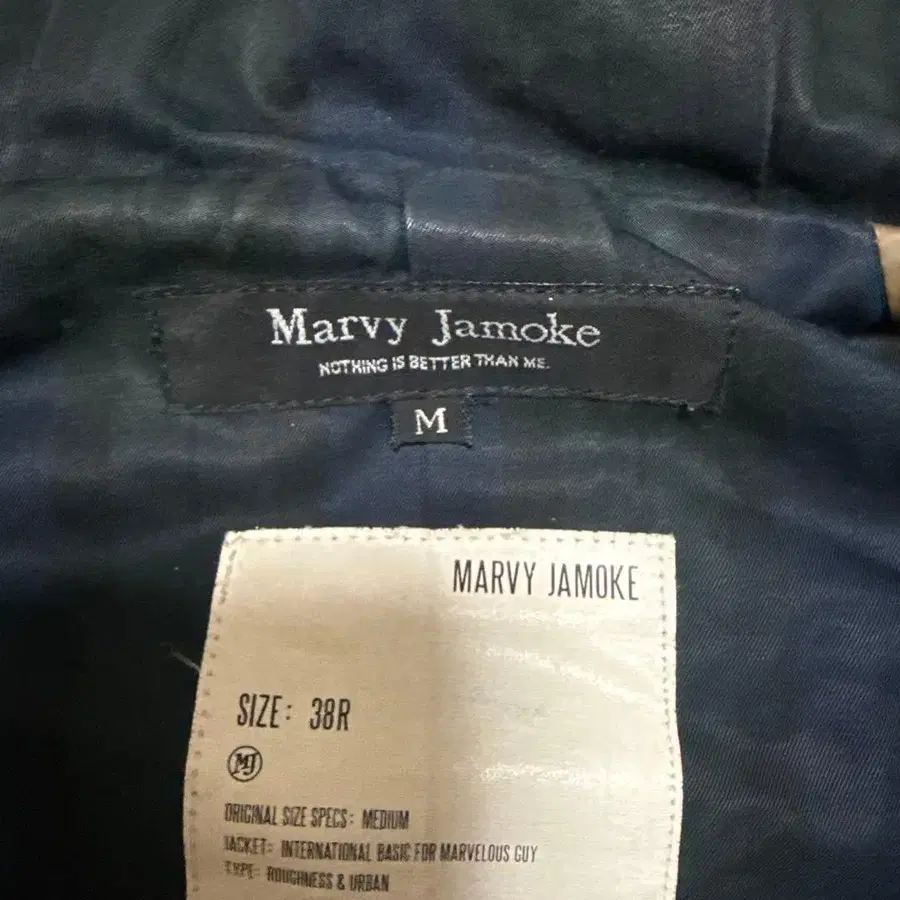 Marvy Jamoke
NOTHING IS BETTER THAN ME.
M
MARVY JAMOKE
SIZE: 38R
MJ
ORIGINAL SIZE SPECS: MEDIUM
JACKET: INTERNATIONAL BASIC FOR MARVELOUS GUY
TYPE: ROUGHNESS & URBAN